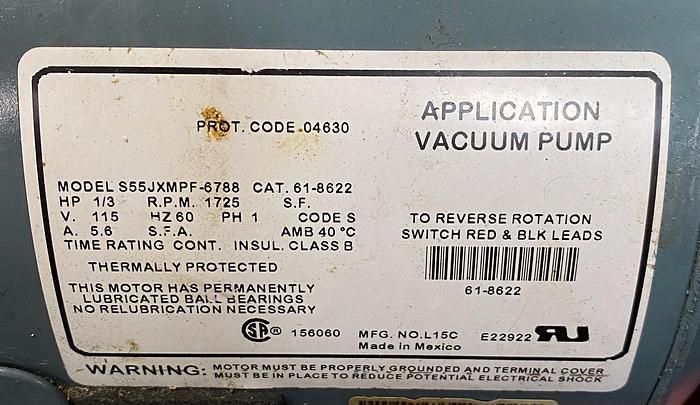 PROT. CODE 04630
APPLICATION
VACUUM PUMP
MODEL S55JXMPF-6788 CAT. 61-8622
HP 1/3 R.P.M. 1725 S.F.
V. 115 HZ 60 PH 1 CODE S
A. 5.6 S.F.A. AMB 40 °C
TIME RATING CONT. INSUL. CLASS B
THERMALLY PROTECTED
THIS MOTOR HAS PERMANENTLY
LUBRICATED BALL BEARINGS
NO RELUBRICATION NECESSARY
TO REVERSE ROTATION
SWITCH RED & BLK LEADS
61-8622
SA 156060 MFG. NO. L15C E22922 RU
Made in Mexico
WARNING: MOTOR MUST BE PROPERLY GROUNDED AND TERMINAL COVER
MUST BE IN PLACE TO REDUCE POTENTIAL ELECTRICAL SHOCK